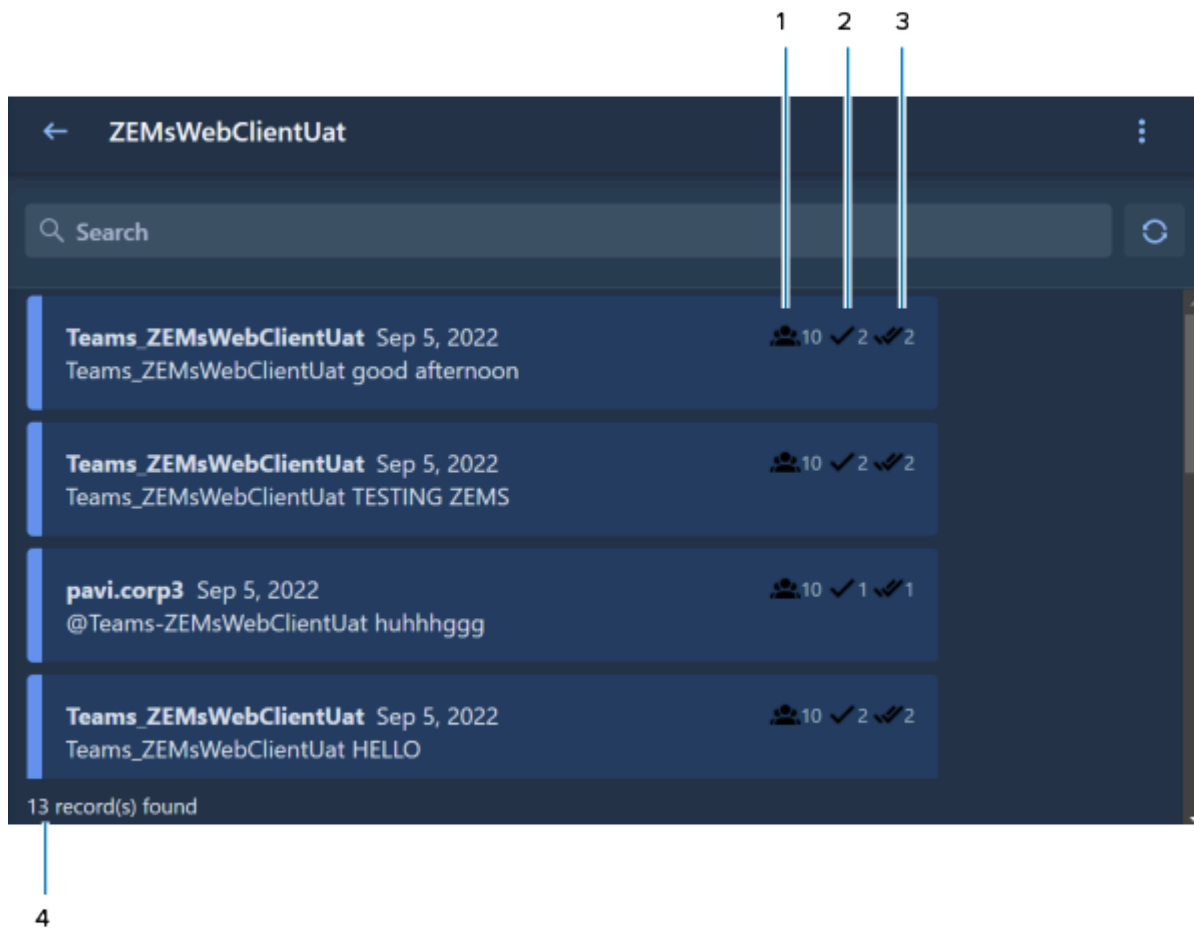 1 2 3
ZEMsWebClientUat
Search
Teams_ZEMsWebClientUat Sep 5, 2022
10 2 2
Teams_ZEMsWebClientUat good afternoon
Teams_ZEMsWebClientUat Sep 5, 2022
10 2 2
Teams_ZEMsWebClientUat TESTING ZEMS
pavi.corp3 Sep 5, 2022
10 1 1
@Teams-ZEMsWebClientUat huhhhggg
Teams_ZEMsWebClientUat Sep 5, 2022
10 2 2
Teams_ZEMsWebClientUat HELLO
13 record(s) found
4